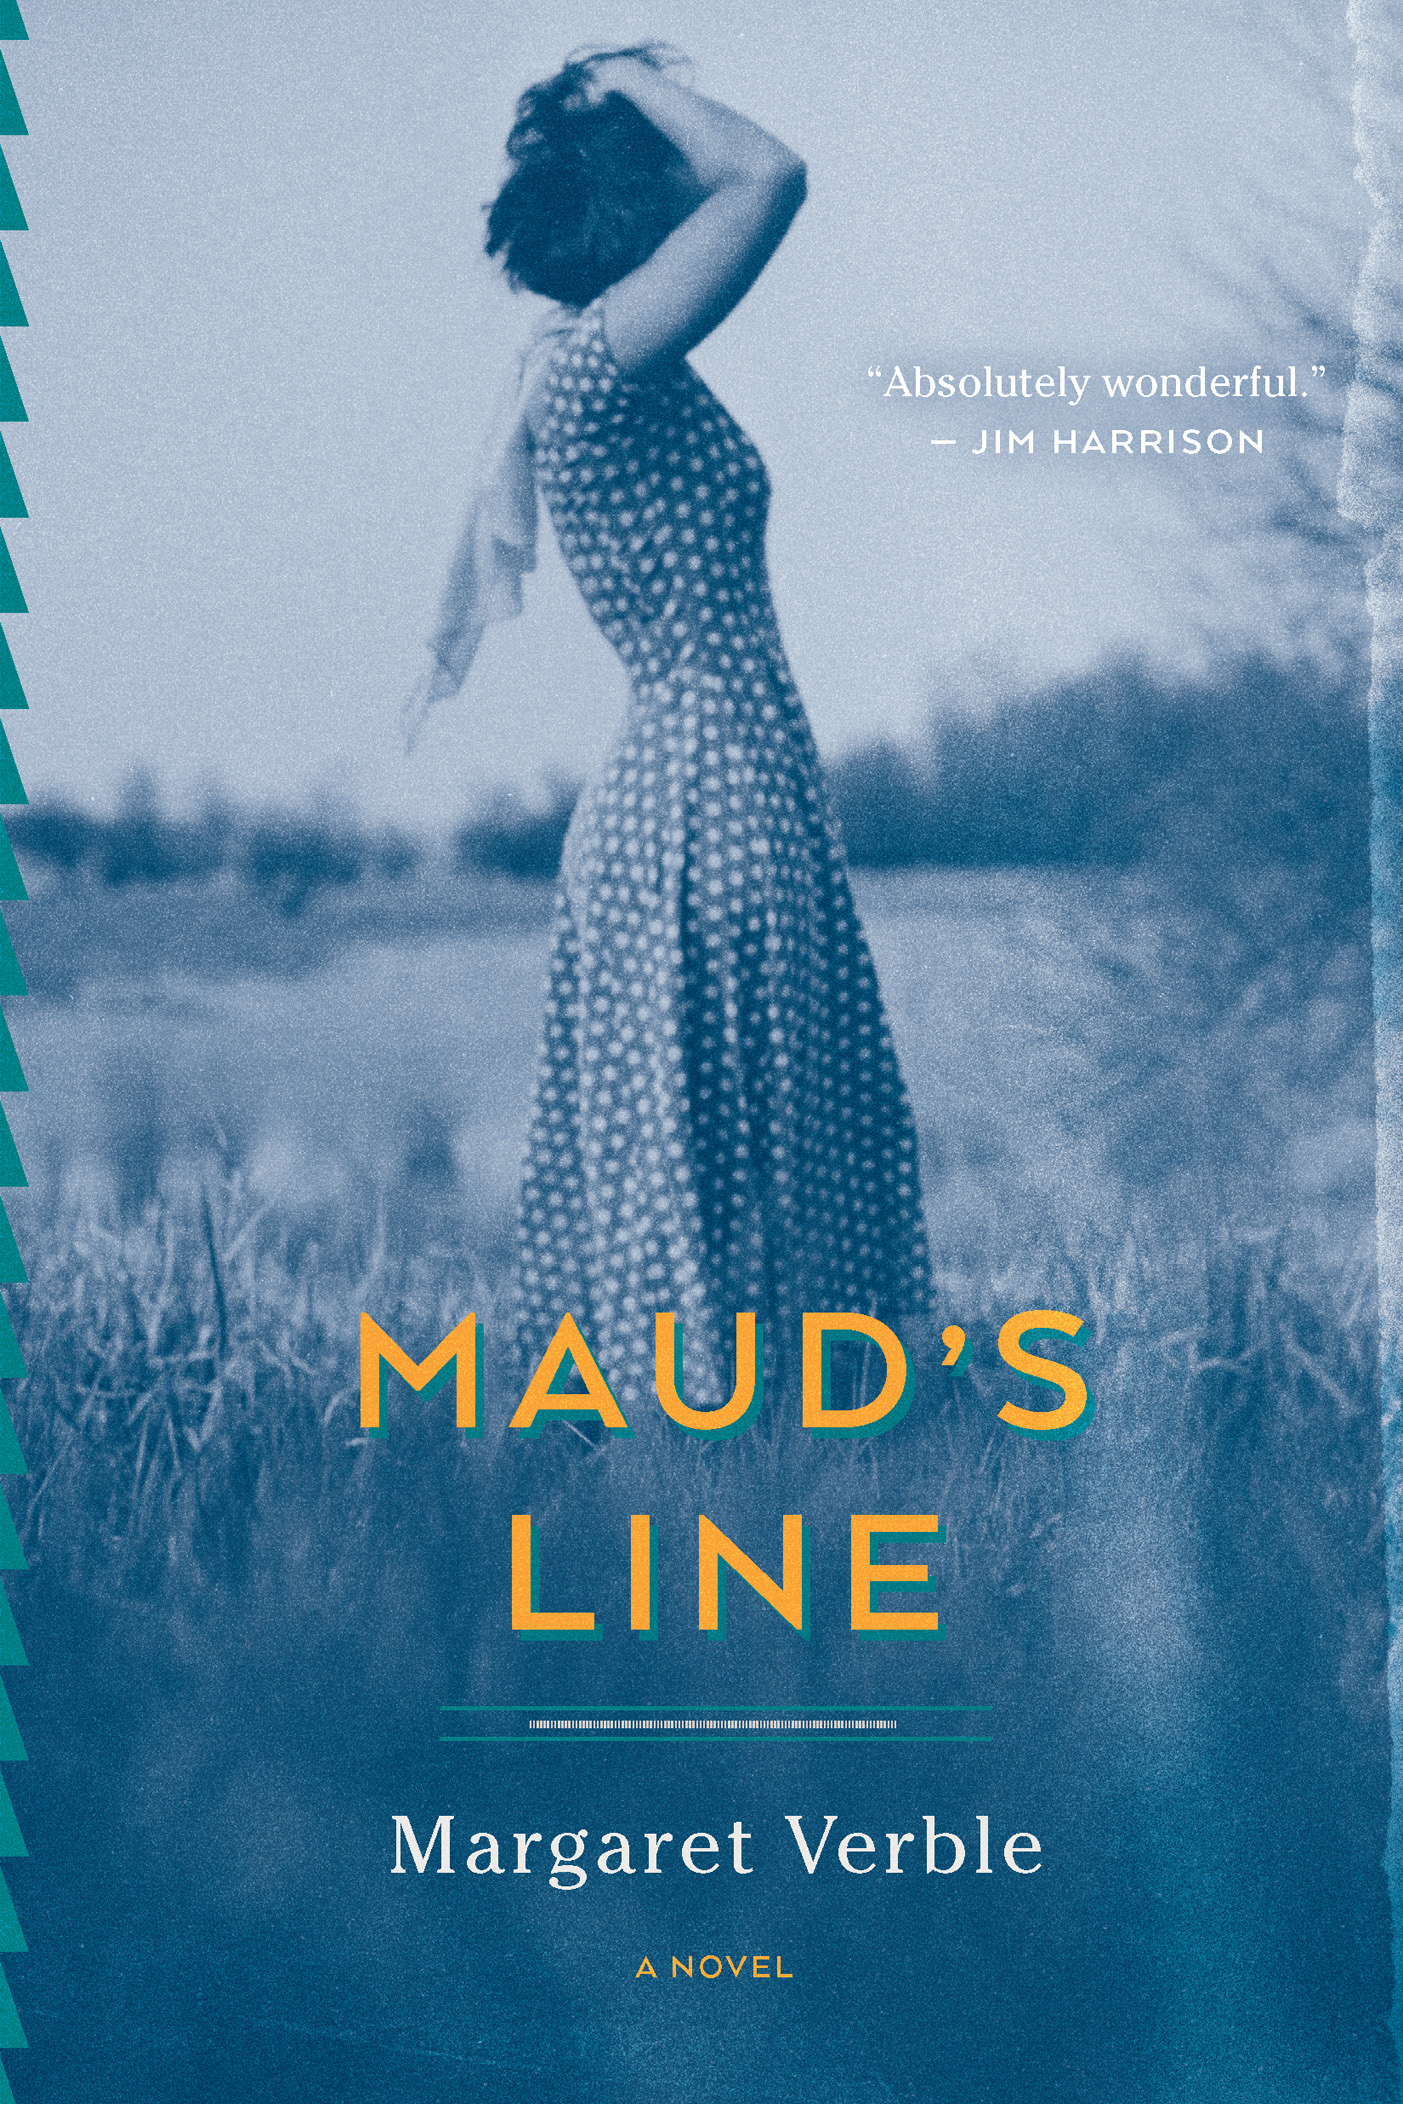 “Absolutely wonderful.”
— JIM HARRISON
MAUD’S
LINE
Margaret Verble
A NOVEL